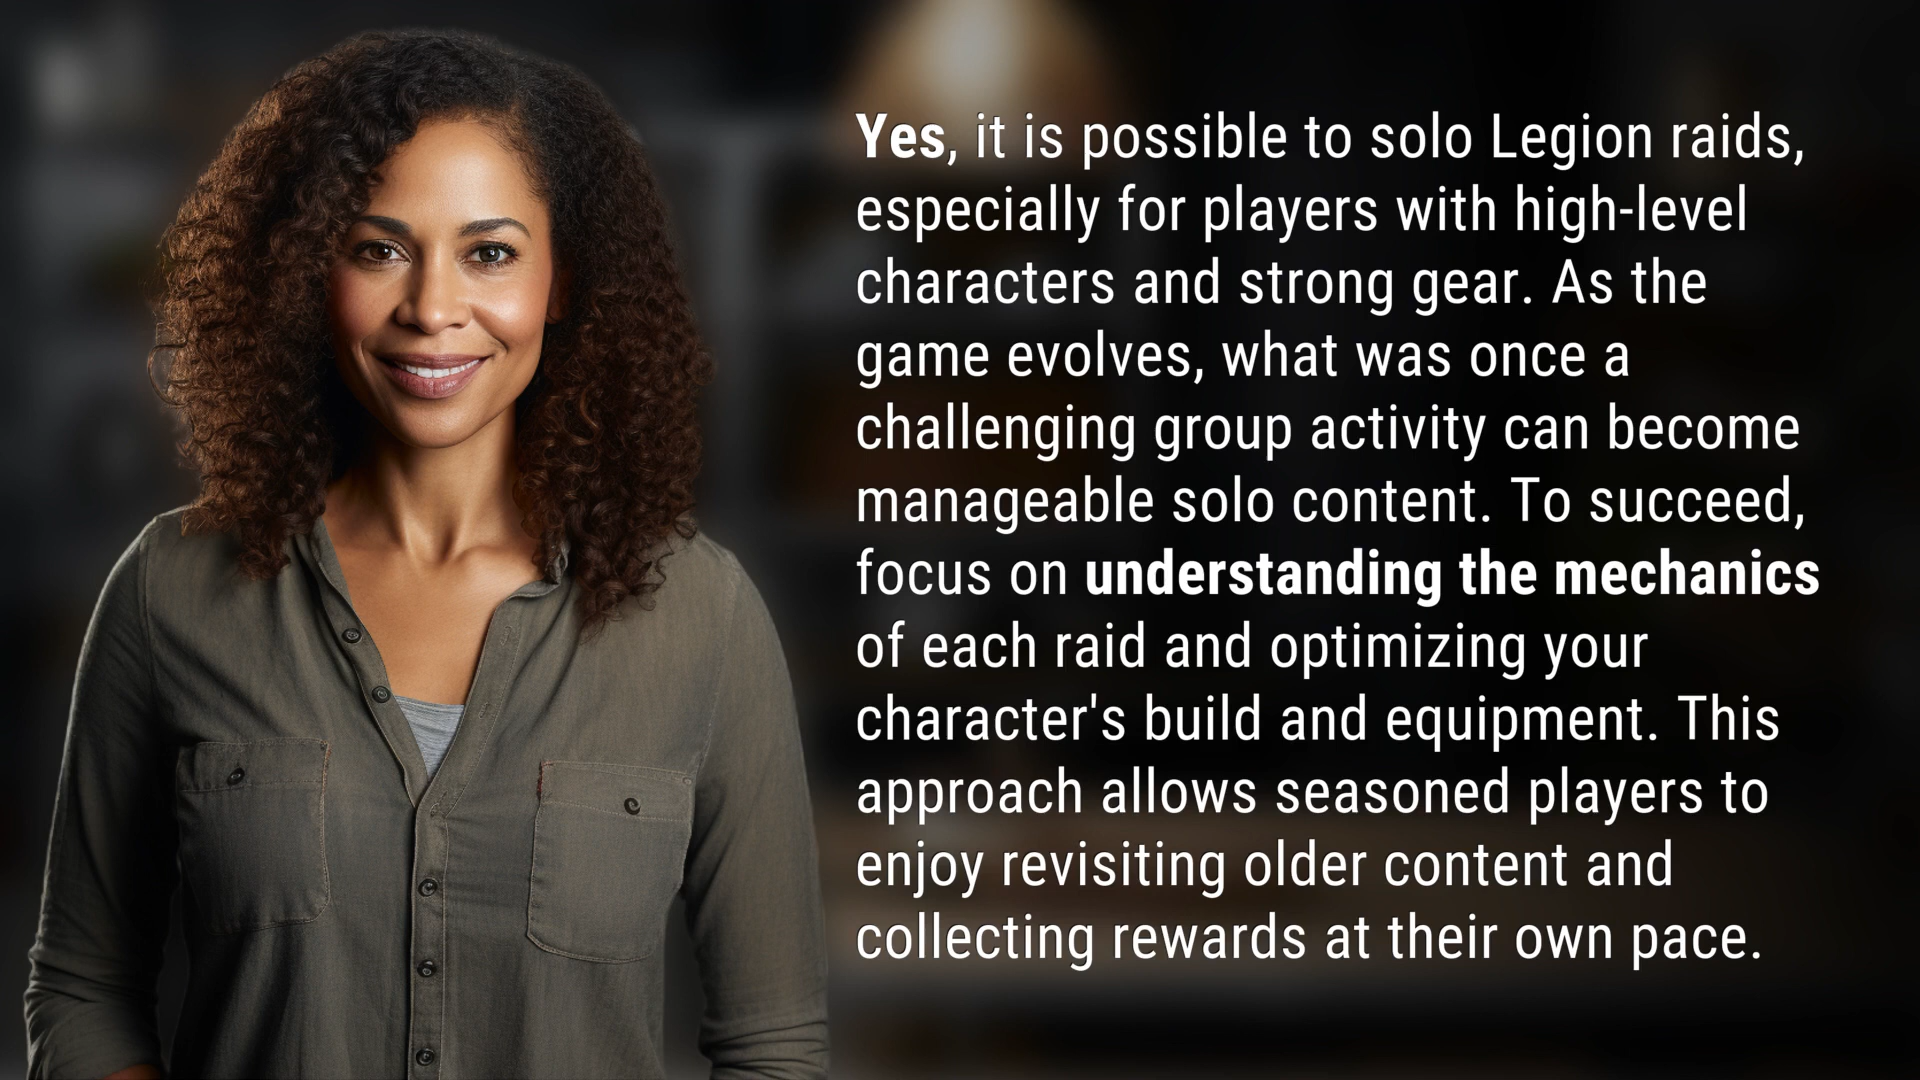 Yes, it is possible to solo Legion raids,
especially for players with high-level
characters and strong gear. As the
game evolves, what was once a
challenging group activity can become
manageable solo content. To succeed,
focus on understanding the mechanics
of each raid and optimizing your
character's build and equipment. This
approach allows seasoned players to
enjoy revisiting older content and
collecting rewards at their own pace.